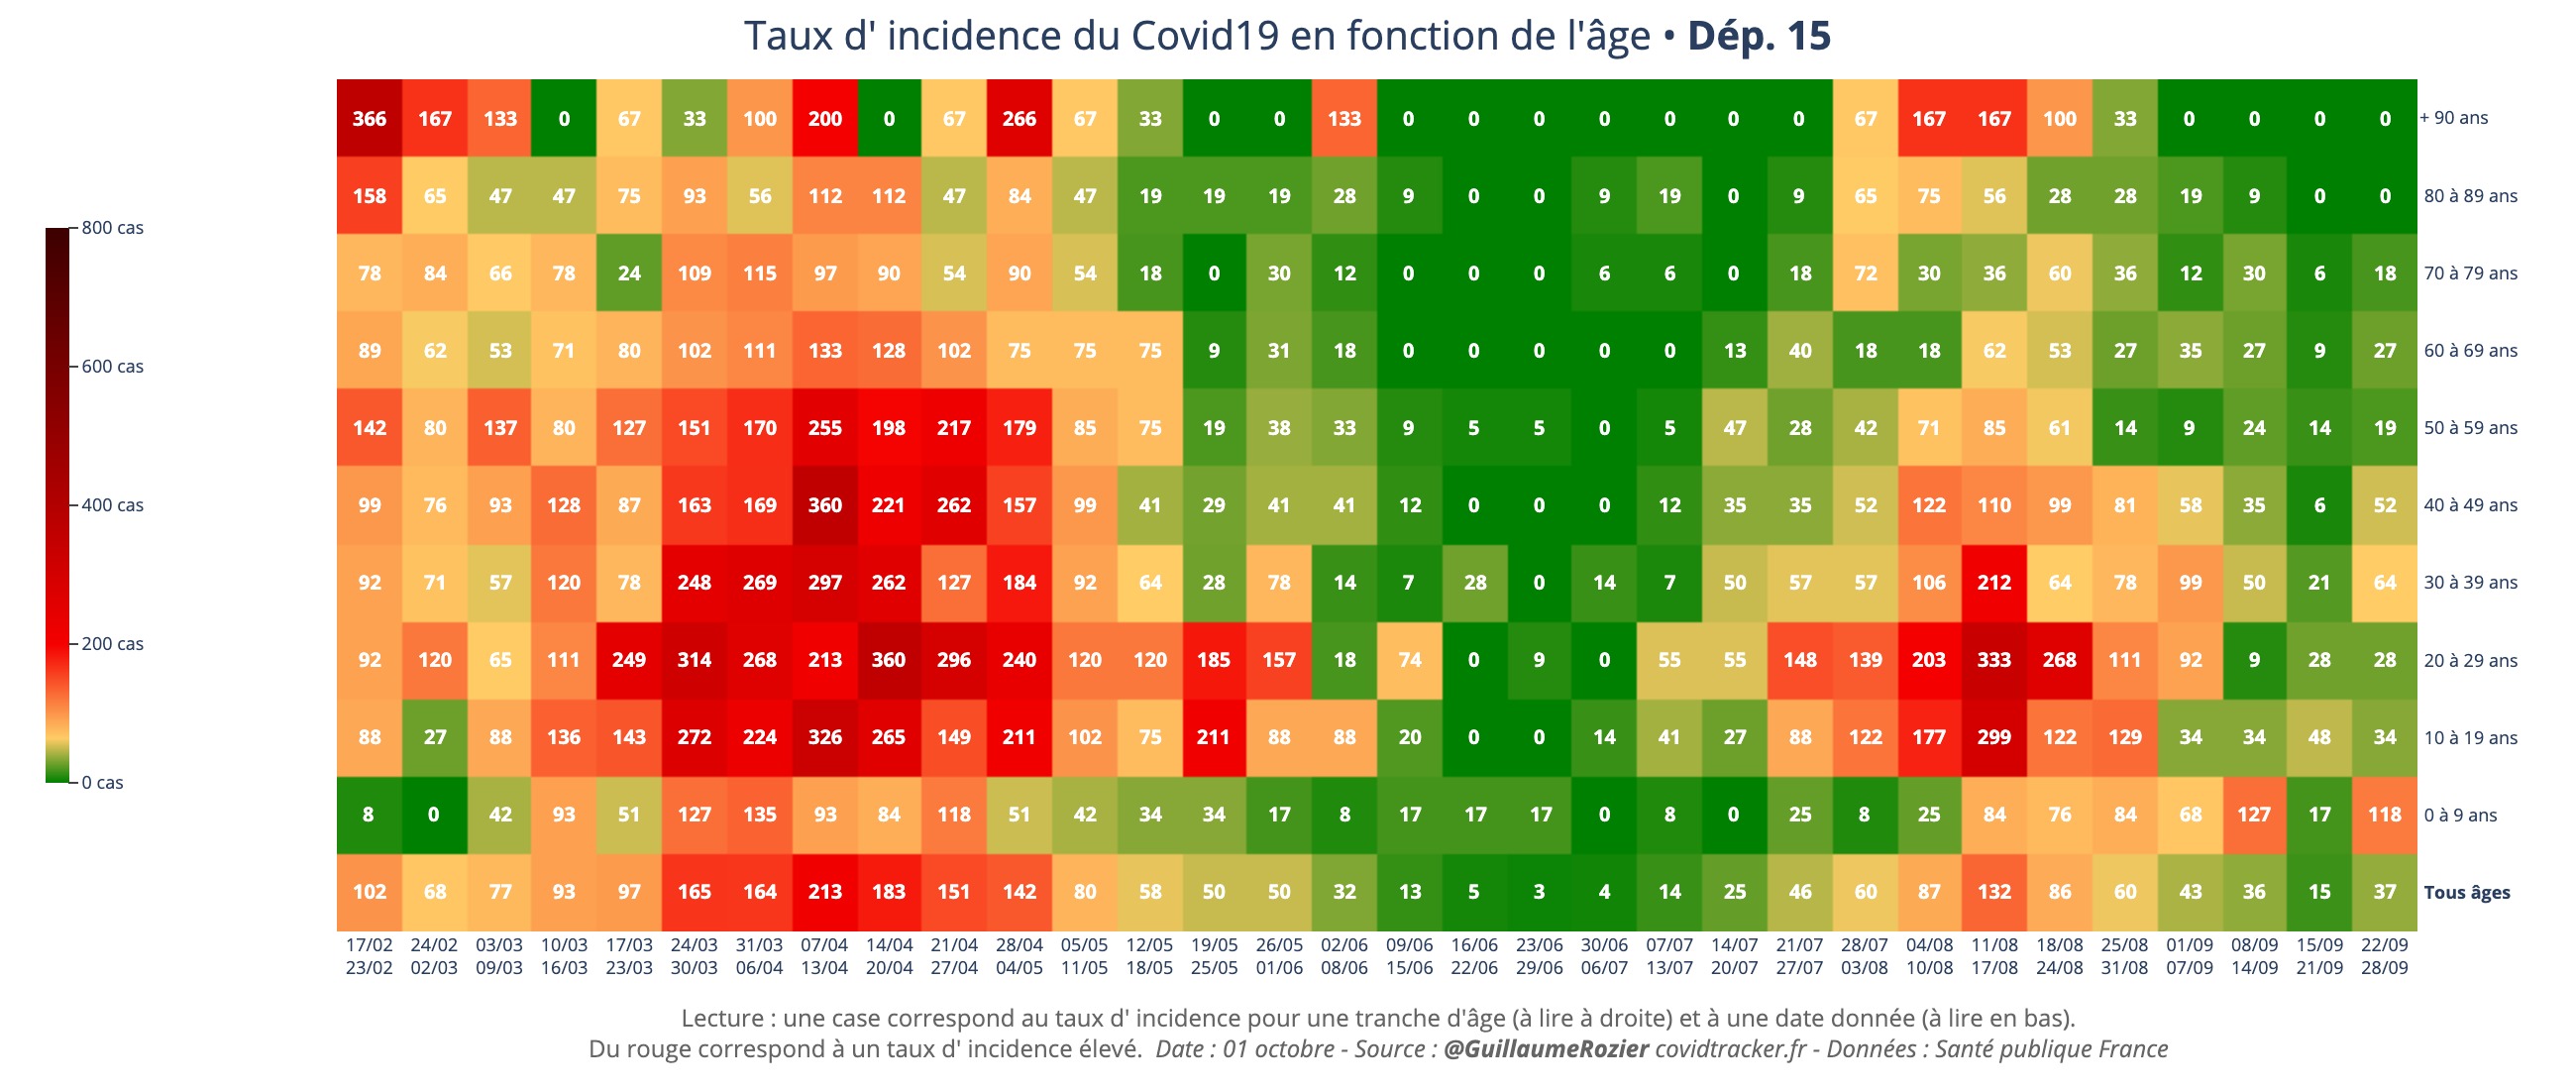 Taux d' incidence du Covid19 en fonction de l'âge • Dép. 15
366 167 133 0 67 33 100 200 0 67 266 67 33 0 0 133 0 0 0 0 0 0 0 67 167 167 100 33 0 0 0 0 + 90 ans
158 65 47 47 75 93 56 112 112 47 84 47 19 19 19 28 9 0 0 9 19 0 9 65 75 56 28 28 19 9 0 0 80 à 89 ans
800 cas
78 84 66 78 24 109 115 97 90 54 90 54 18 0 30 12 0 0 0 6 6 0 18 72 30 36 60 36 12 30 6 18 70 à 79 ans
89 62 53 71 80 102 111 133 128 102 75 75 75 9 31 18 0 0 0 0 0 13 40 18 18 62 53 27 35 27 9 27 60 à 69 ans
600 cas
142 80 137 80 127 151 170 255 198 217 179 85 75 19 38 33 9 5 5 0 5 47 28 42 71 85 61 14 9 24 14 19 50 à 59 ans
400 cas
99 76 93 128 87 163 169 360 221 262 157 99 41 29 41 41 12 0 0 0 12 35 35 52 122 110 99 81 58 35 6 52 40 à 49 ans
92 71 57 120 78 248 269 297 262 127 184 92 64 28 78 14 7 28 0 14 7 50 57 57 106 212 64 78 99 50 21 64 30 à 39 ans
200 cas
92 120 65 111 249 314 268 213 360 296 240 120 120 185 157 18 74 0 9 0 55 55 148 139 203 333 268 111 92 9 28 28 20 à 29 ans
88 27 88 136 143 272 224 326 265 149 211 102 75 211 88 88 20 0 0 14 41 27 88 122 177 299 122 129 34 34 48 34 10 à 19 ans
0 cas
8 0 42 93 51 127 135 93 84 118 51 42 34 34 17 8 17 17 17 0 8 0 25 8 25 84 76 84 68 127 17 118 0 à 9 ans
102 68 77 93 97 165 164 213 183 151 142 80 58 50 50 32 13 5 3 4 14 25 46 60 87 132 86 60 43 36 15 37 Tous âges
17/02 24/02 03/03 10/03 17/03 24/03 31/03 07/04 14/04 21/04 28/04 05/05 12/05 19/05 26/05 02/06 09/06 16/06 23/06 30/06 07/07 14/07 21/07 28/07 04/08 11/08 18/08 25/08 01/09 08/09 15/09 22/09
23/02 02/03 09/03 16/03 23/03 30/03 06/04 13/04 20/04 27/04 04/05 11/05 18/05 25/05 01/06 08/06 15/06 22/06 29/06 06/07 13/07 20/07 27/07 03/08 10/08 17/08 24/08 31/08 07/09 14/09 21/09 28/09
Lecture : une case correspond au taux d' incidence pour une tranche d'âge (à lire à droite) et à une date donnée (à lire en bas).
Du rouge correspond à un taux d' incidence élevé. Date : 01 octobre - Source : @GuillaumeRozier covidtracker.fr - Données : Santé publique France